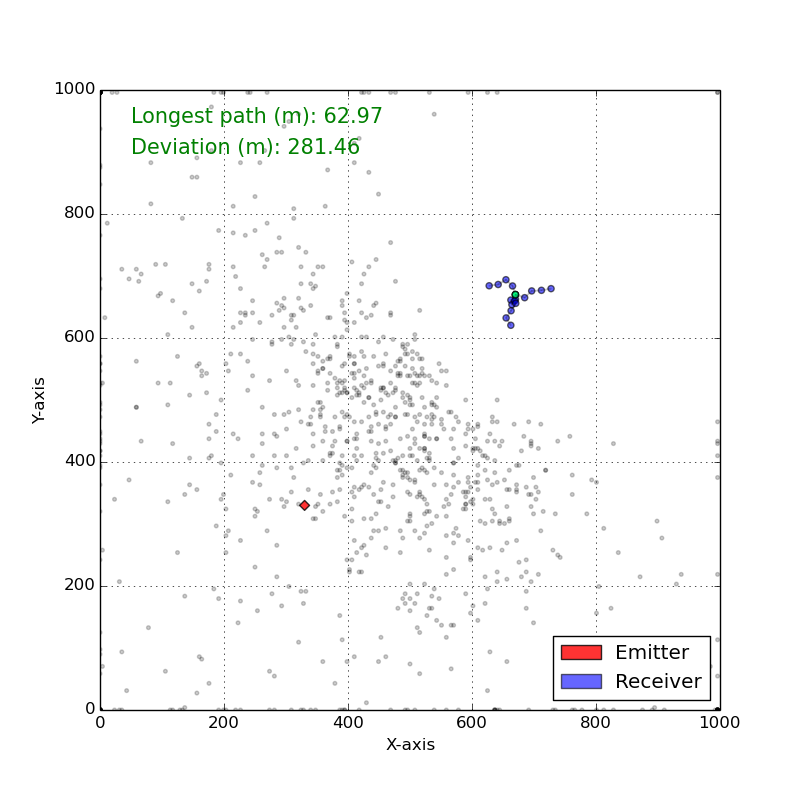 Longest path (m): 62.97
Deviation (m): 281.46
1000
800
600
400
200
0
Y-axis
0 200 400 600 800 1000
X-axis
Emitter
Receiver